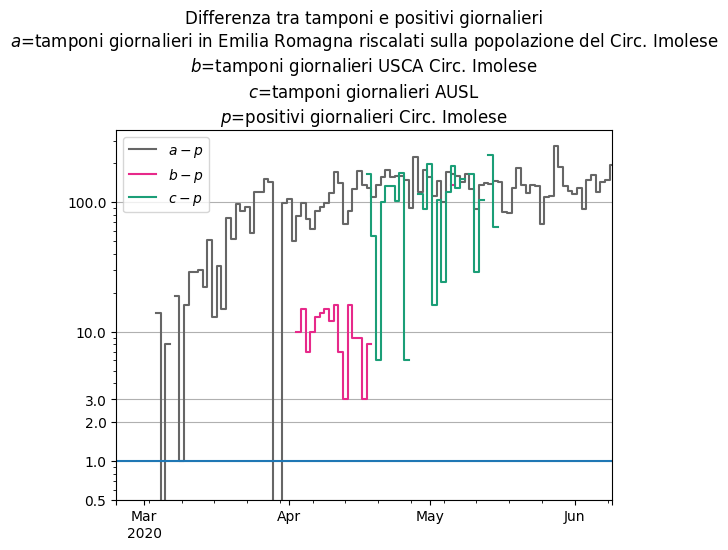 Differenza tra tamponi e positivi giornalieri
a=tamponi giornalieri in Emilia Romagna riscalati sulla popolazione del Circ. Imolese
b=tamponi giornalieri USCA Circ. Imolese
c=tamponi giornalieri AUSL
p=positivi giornalieri Circ. Imolese
a − p
b − p
c − p
100.0
10.0
3.0
2.0
1.0
0.5
Mar Apr May Jun
2020